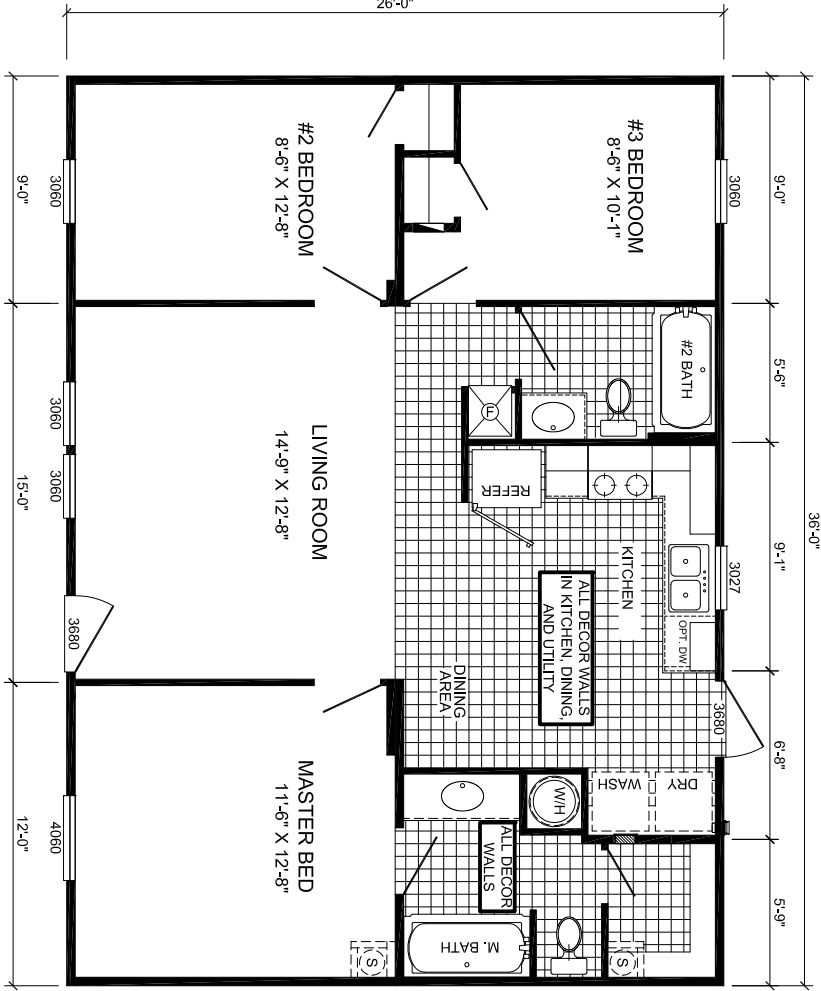 26'-0"
36'-0"
9'-0"
5'-6"
9'-1"
6'-8"
5'-9"
9'-0"
15'-0"
12'-0"
3060
3060
3060
3060
4060
3680
3027
3680
#2 BEDROOM
8'-6" X 12'-8"
#3 BEDROOM
8'-6" X 10'-1"
#2 BATH
F
REFER
LIVING ROOM
14'-9" X 12'-8"
KITCHEN
OPT. DW
ALL DECOR WALLS
IN KITCHEN, DINING,
AND UTILITY
DINING
AREA
WASH
DRY
W/H
MASTER BED
11'-6" X 12'-8"
ALL DECOR
WALLS
M. BATH
S
S